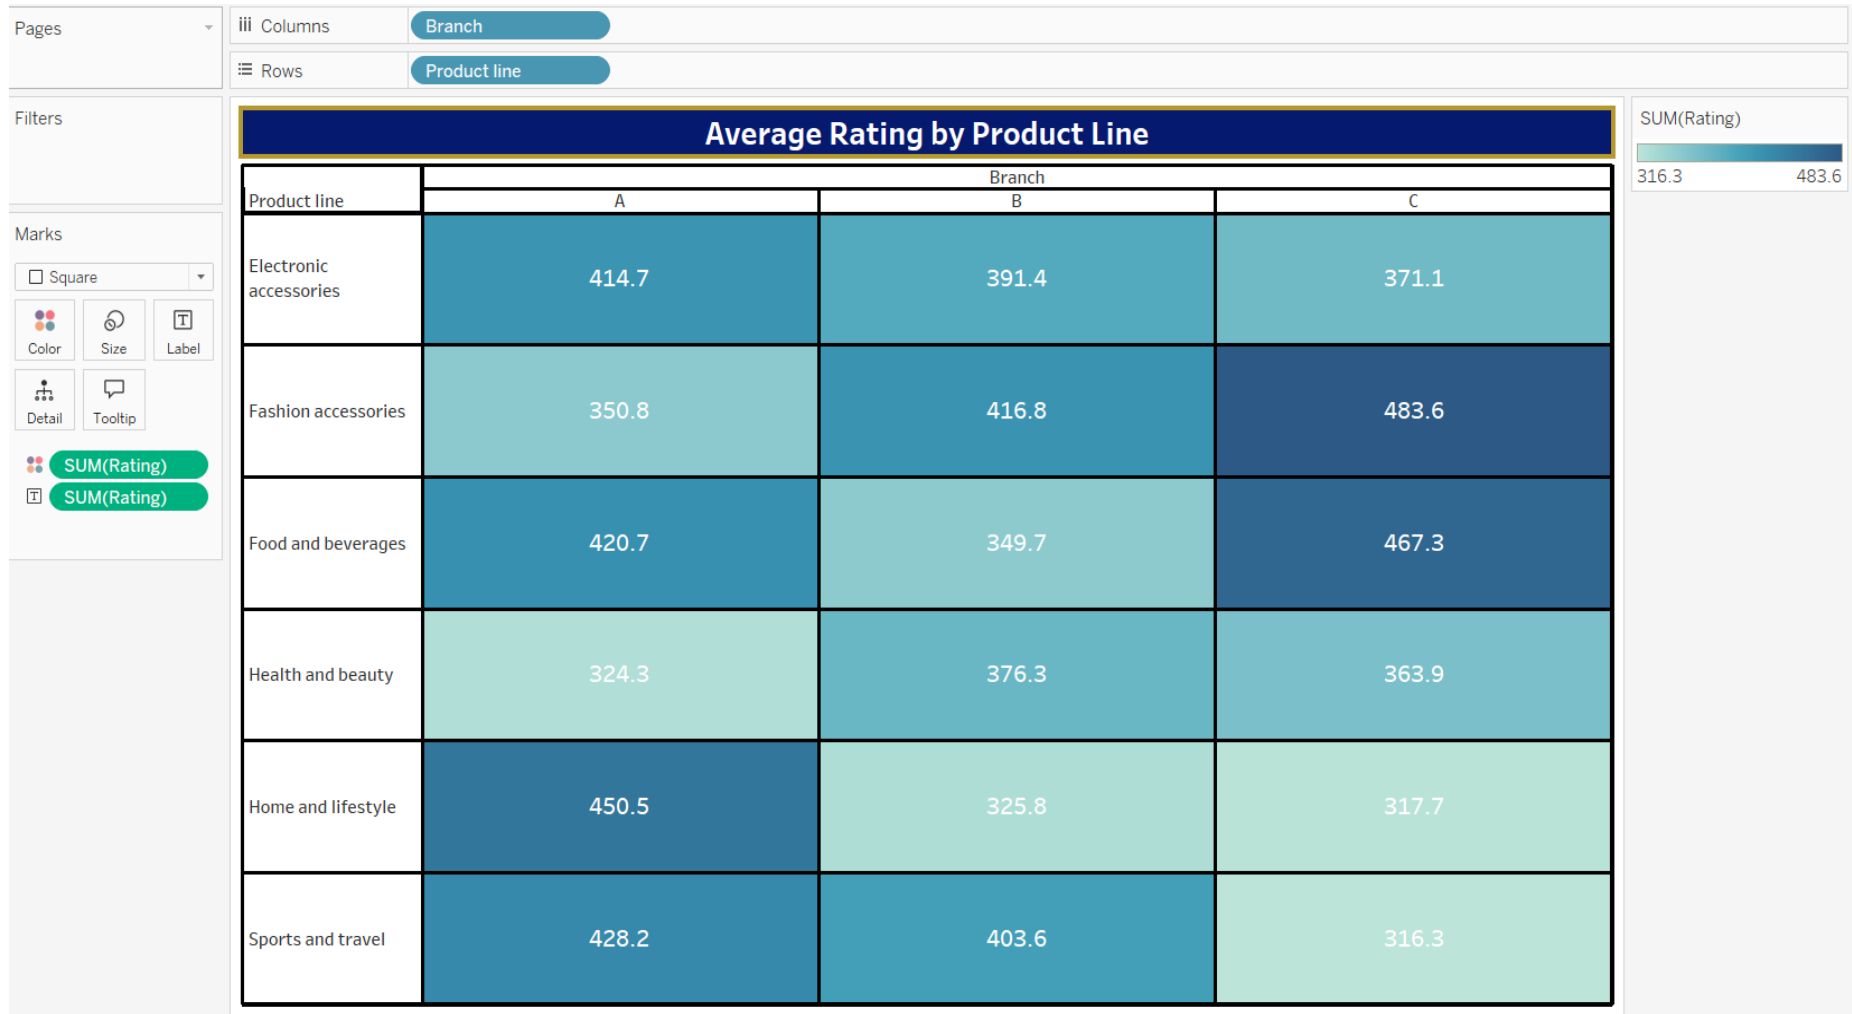 Pages
iii Columns
Branch
Rows
Product line
Filters
Marks
Square
Color
Size
Label
Detail
Tooltip
SUM(Rating)
SUM(Rating)
Average Rating by Product Line
Branch
Product line
A
B
C
Electronic
accessories
414.7
391.4
371.1
Fashion accessories
350.8
416.8
483.6
Food and beverages
420.7
349.7
467.3
Health and beauty
324.3
376.3
363.9
Home and lifestyle
450.5
325.8
317.7
Sports and travel
428.2
403.6
316.3
SUM(Rating)
316.3
483.6